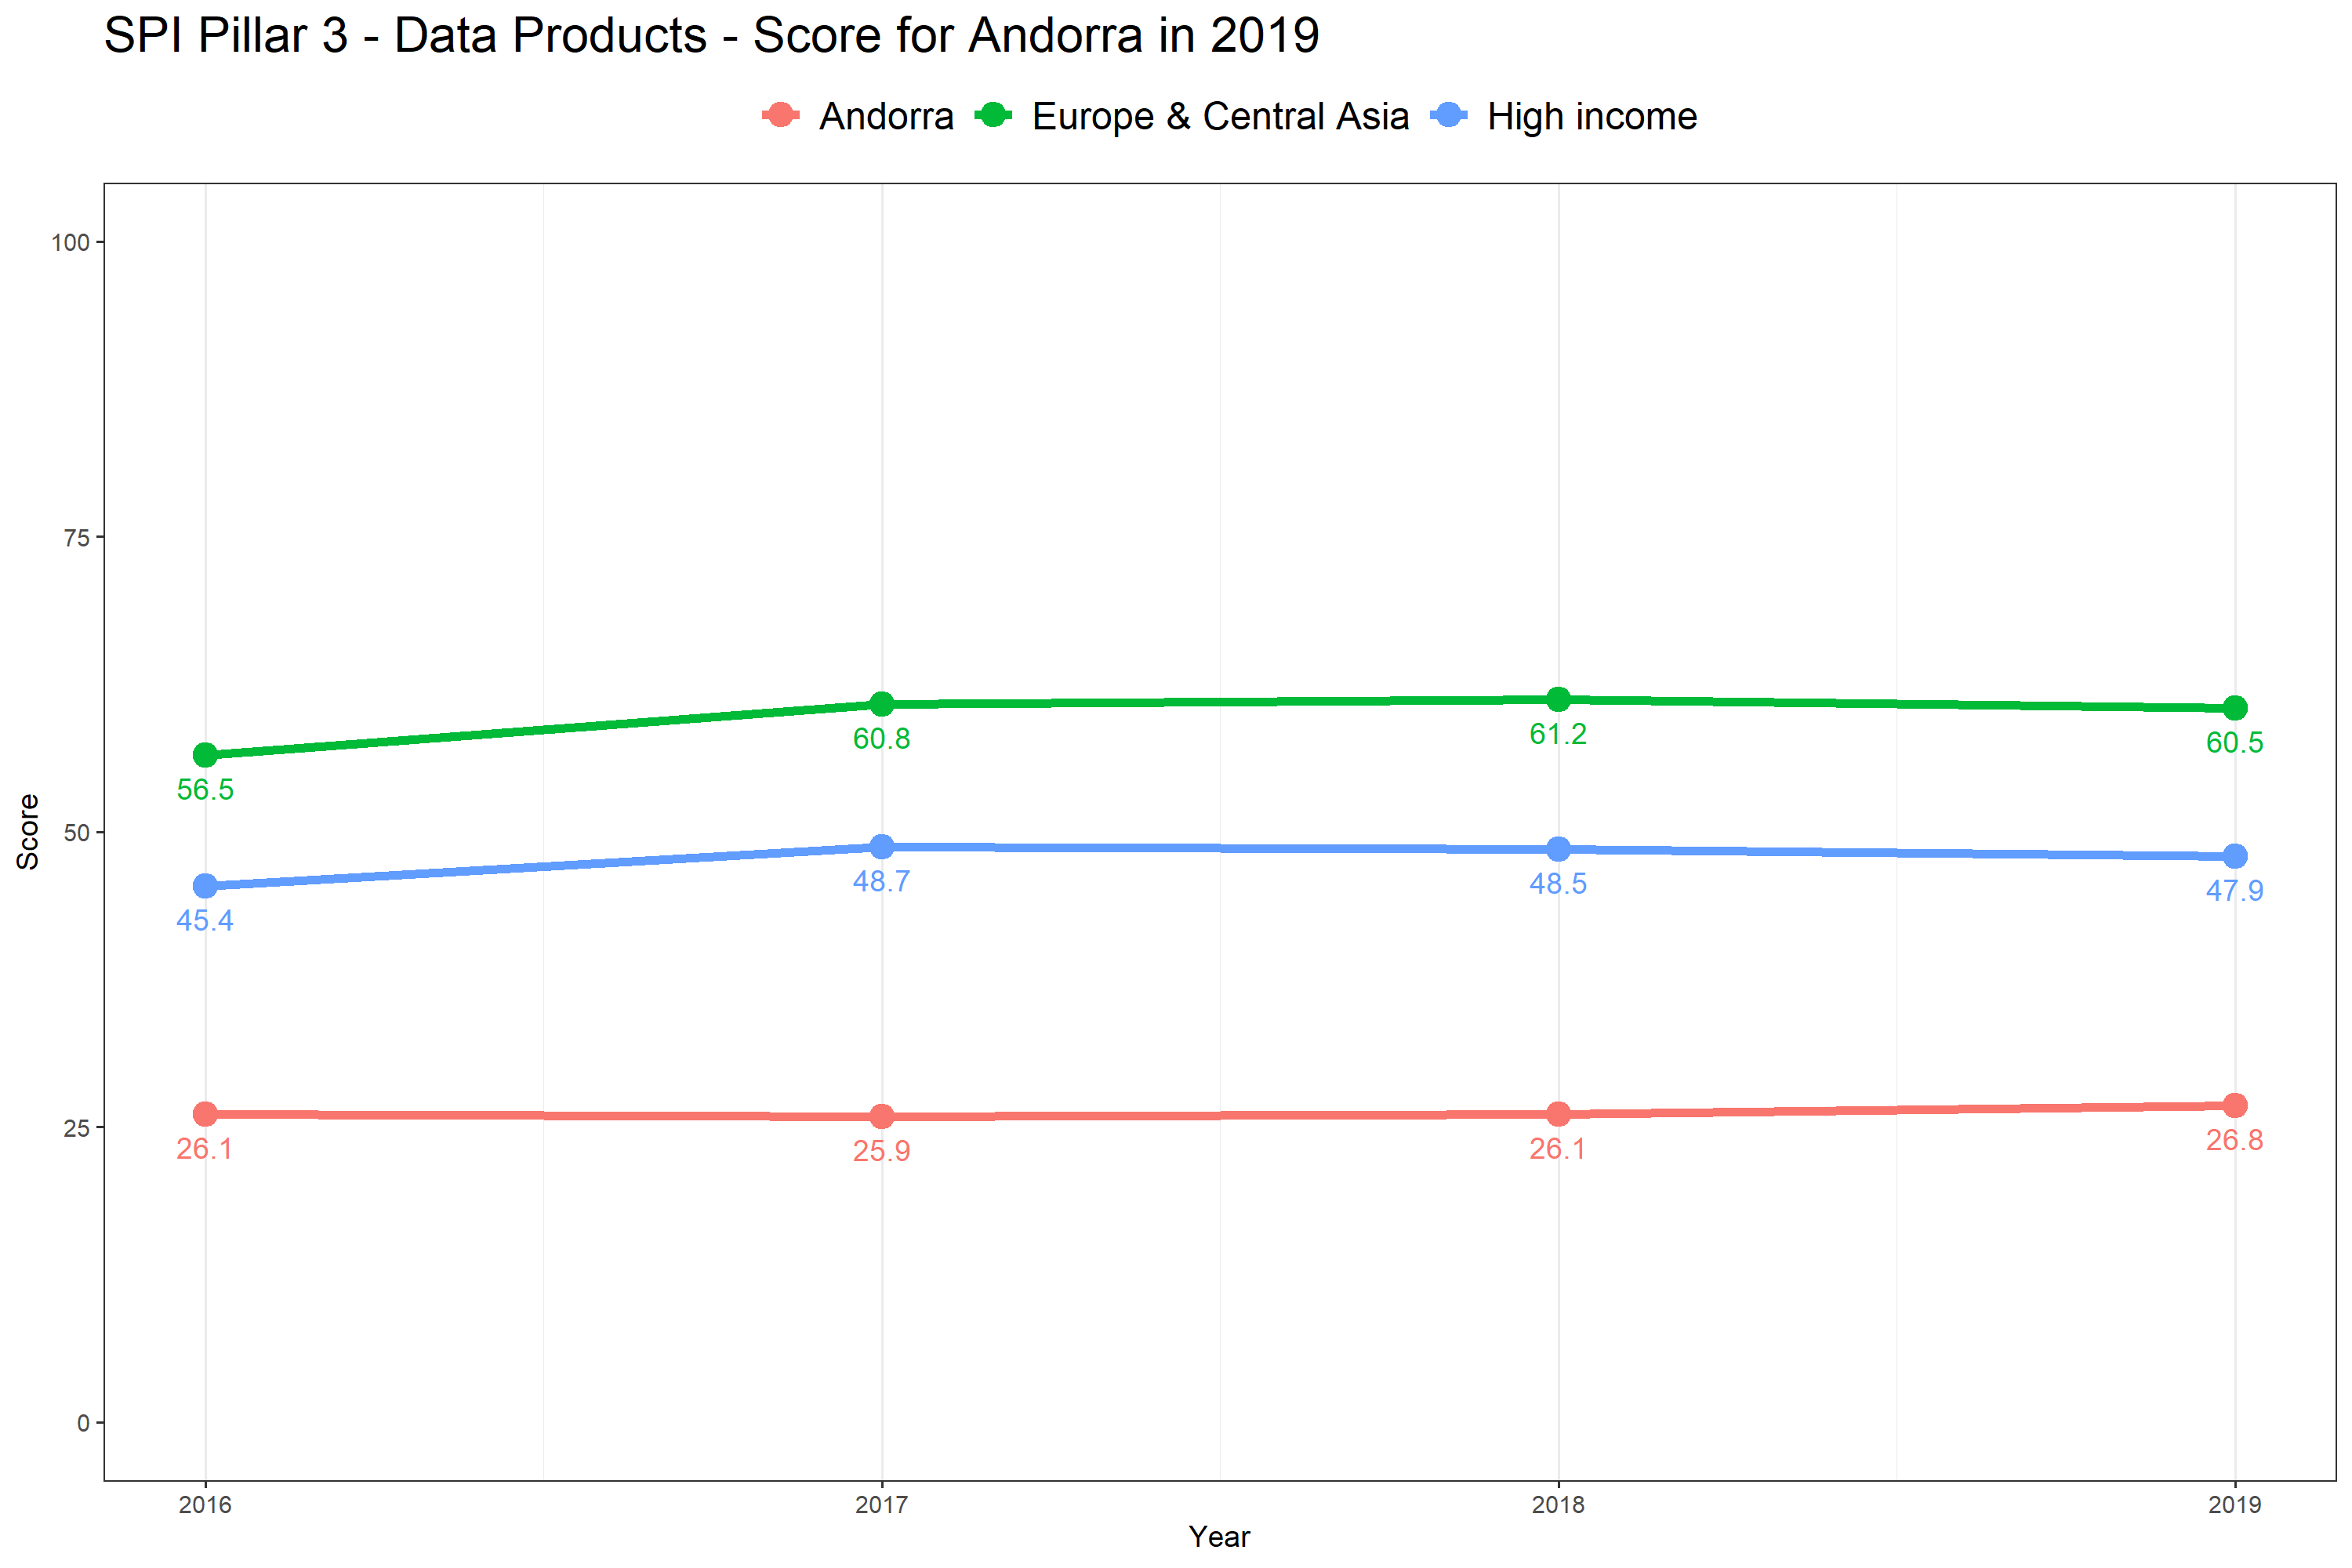 SPI Pillar 3 - Data Products - Score for Andorra in 2019
Andorra Europe & Central Asia High income
100
75
50
25
0
Score
56.5 60.8 61.2 60.5
45.4 48.7 48.5 47.9
26.1 25.9 26.1 26.8
2016 2017 2018 2019
Year